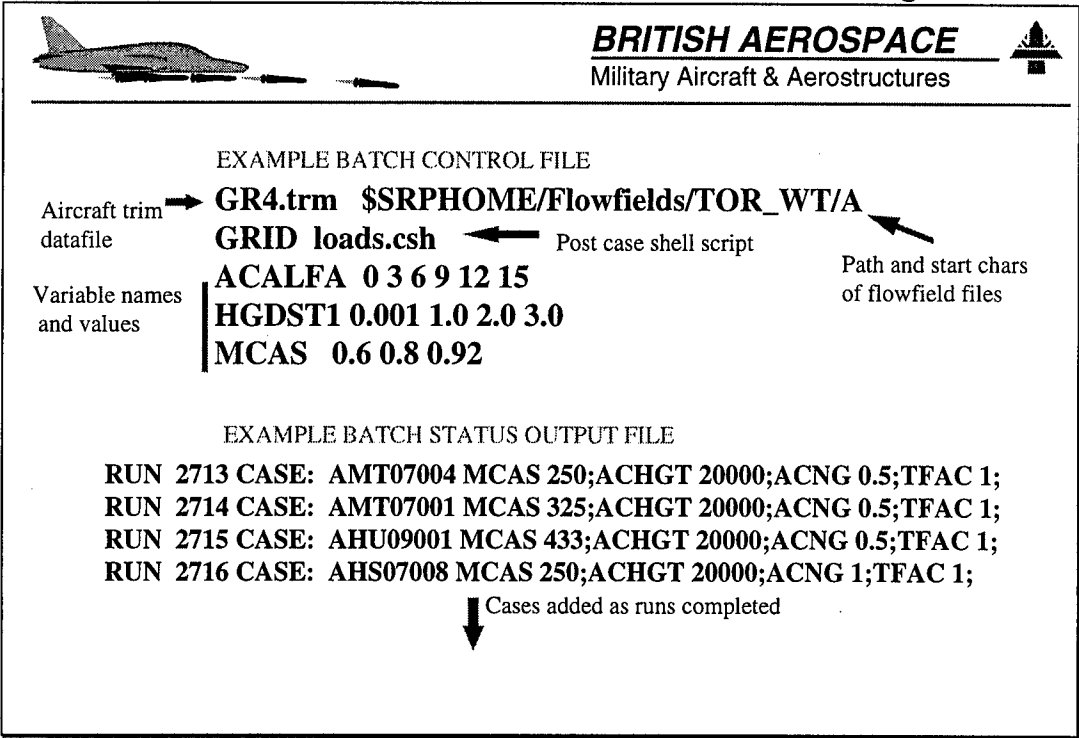 BRITISH AEROSPACE
Military Aircraft & Aerostructures
EXAMPLE BATCH CONTROL FILE
Aircraft trim
datafile
GR4.trm $SRPHOME/Flowfields/TOR_WT/A
GRID loads.csh
Post case shell script
Path and start chars
of flowfield files
Variable names
and values
ACALFA 0 3 6 9 12 15
HGDST1 0.001 1.0 2.0 3.0
MCAS 0.6 0.8 0.92
EXAMPLE BATCH STATUS OUTPUT FILE
RUN 2713 CASE: AMT07004 MCAS 250;ACHGT 20000;ACNG 0.5;TFAC 1;
RUN 2714 CASE: AMT07001 MCAS 325;ACHGT 20000;ACNG 0.5;TFAC 1;
RUN 2715 CASE: AHU09001 MCAS 433;ACHGT 20000;ACNG 0.5;TFAC 1;
RUN 2716 CASE: AHS07008 MCAS 250;ACHGT 20000;ACNG 1;TFAC 1;
Cases added as runs completed